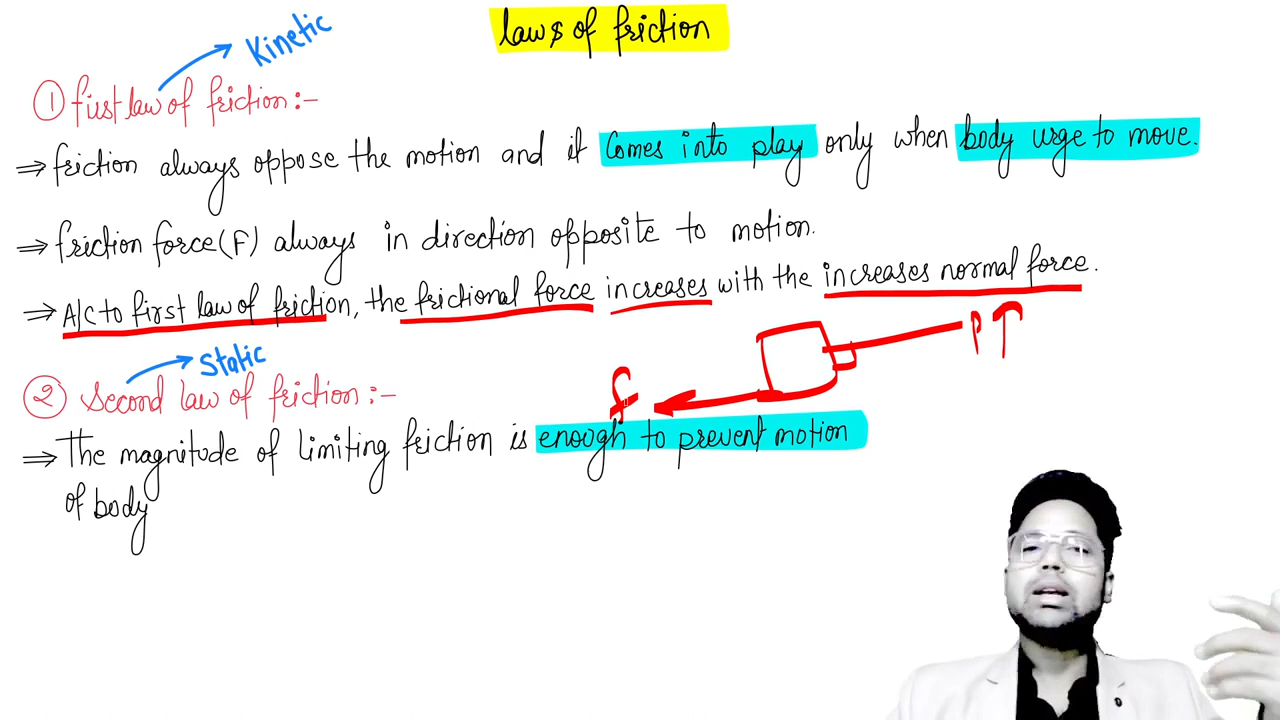 laws of friction
Kinetic
① first law of friction :-
⇒ friction always oppose the motion and it comes into play only when body urge to move.
⇒ friction force (F) always in direction opposite to motion.
⇒ A/c to first law of friction, the frictional force increases with the increases normal force.
P ↑
Static
f
② Second law of friction :-
⇒ The magnitude of limiting friction is enough to prevent motion
of body